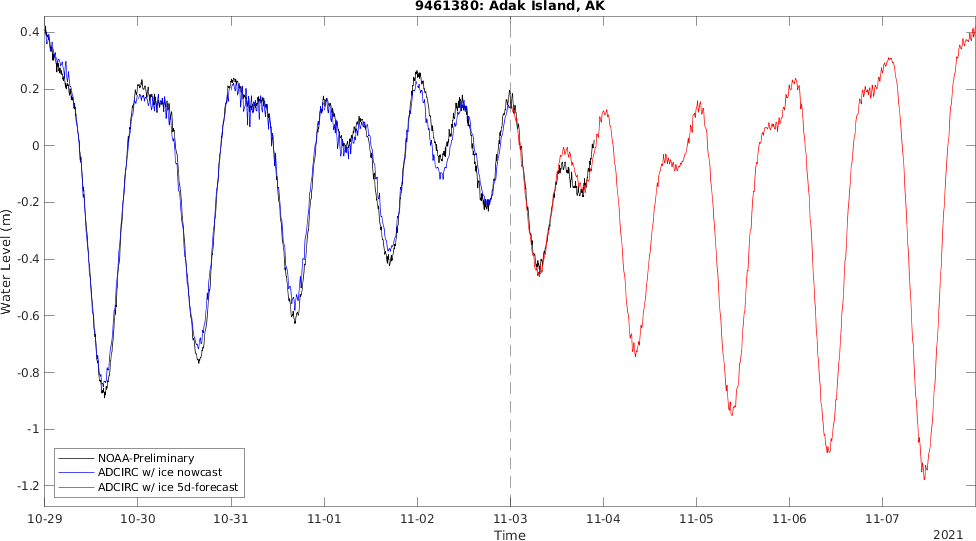 9461380: Adak Island, AK
0.4
0.2
0
-0.2
-0.4
-0.6
-0.8
-1
-1.2
Water Level (m)
NOAA-Preliminary
ADCIRC w/ ice nowcast
ADCIRC w/ ice 5d-forecast
10-29 10-30 10-31 11-01 11-02 11-03 11-04 11-05 11-06 11-07
Time
2021